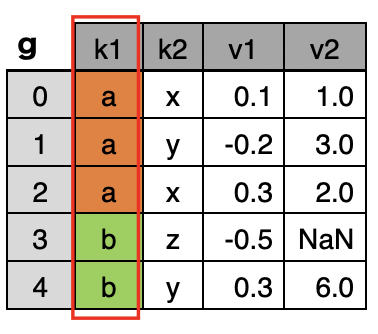 g k1 k2 v1 v2
0 a x 0.1 1.0
1 a y -0.2 3.0
2 a x 0.3 2.0
3 b z -0.5 NaN
4 b y 0.3 6.0